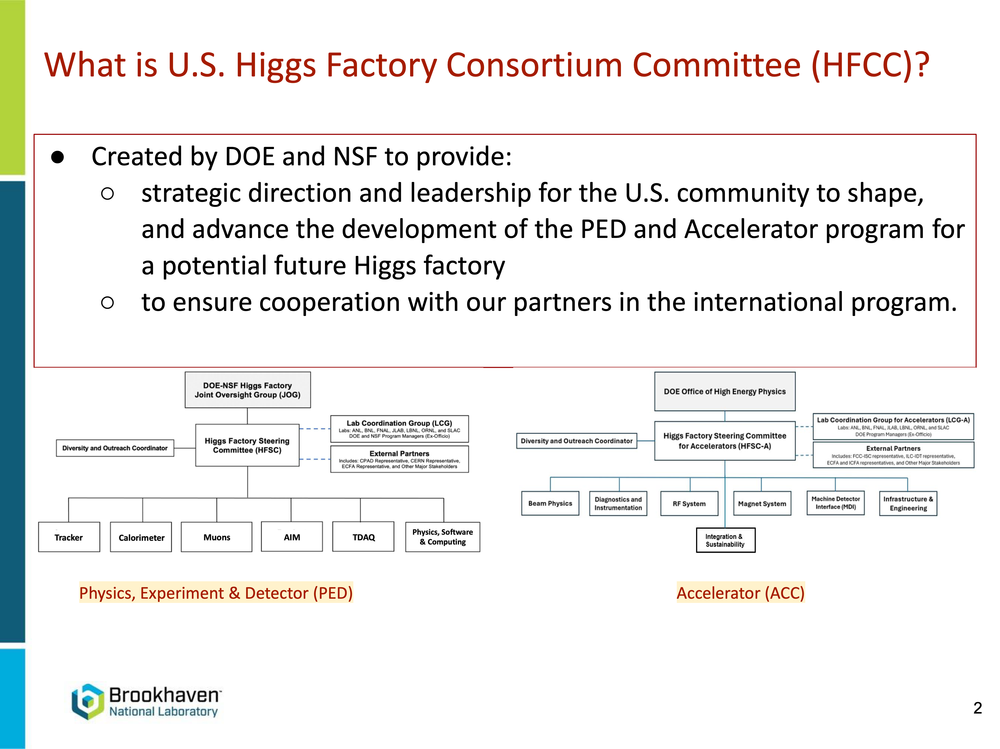 What is U.S. Higgs Factory Consortium Committee (HFCC)?
● Created by DOE and NSF to provide:
○ strategic direction and leadership for the U.S. community to shape,
and advance the development of the PED and Accelerator program for
a potential future Higgs factory
○ to ensure cooperation with our partners in the international program.
DOE-NSF Higgs Factory
Joint Oversight Group (JOG)
Lab Coordination Group (LCG)
Labs: ANL, BNL, FNAL, JLAB, LBNL, ORNL, and SLAC
DOE and NSF Program Managers (Ex-Officio)
Higgs Factory Steering
Committee (HFSC)
Diversity and Outreach Coordinator
External Partners
Includes: CPAD Representative, CERN Representative,
ECFA Representative, and Other Major Stakeholders
Tracker
Calorimeter
Muons
AIM
TDAQ
Physics, Software
& Computing
Physics, Experiment & Detector (PED)
DOE Office of High Energy Physics
Lab Coordination Group for Accelerators (LCG-A)
Labs: ANL, BNL, FNAL, JLAB, LBNL, ORNL, and SLAC
DOE Program Managers (Ex-Officio)
Higgs Factory Steering Committee
for Accelerators (HFSC-A)
Diversity and Outreach Coordinator
External Partners
Includes: FCC-ISC representative, ILC-IDT representative,
ECFA and ICFA representatives, and Other Major Stakeholders
Beam Physics
Diagnostics and
Instrumentation
RF System
Magnet System
Machine Detector
Interface (MDI)
Infrastructure &
Engineering
Integration &
Sustainability
Accelerator (ACC)
Brookhaven™
National Laboratory
2